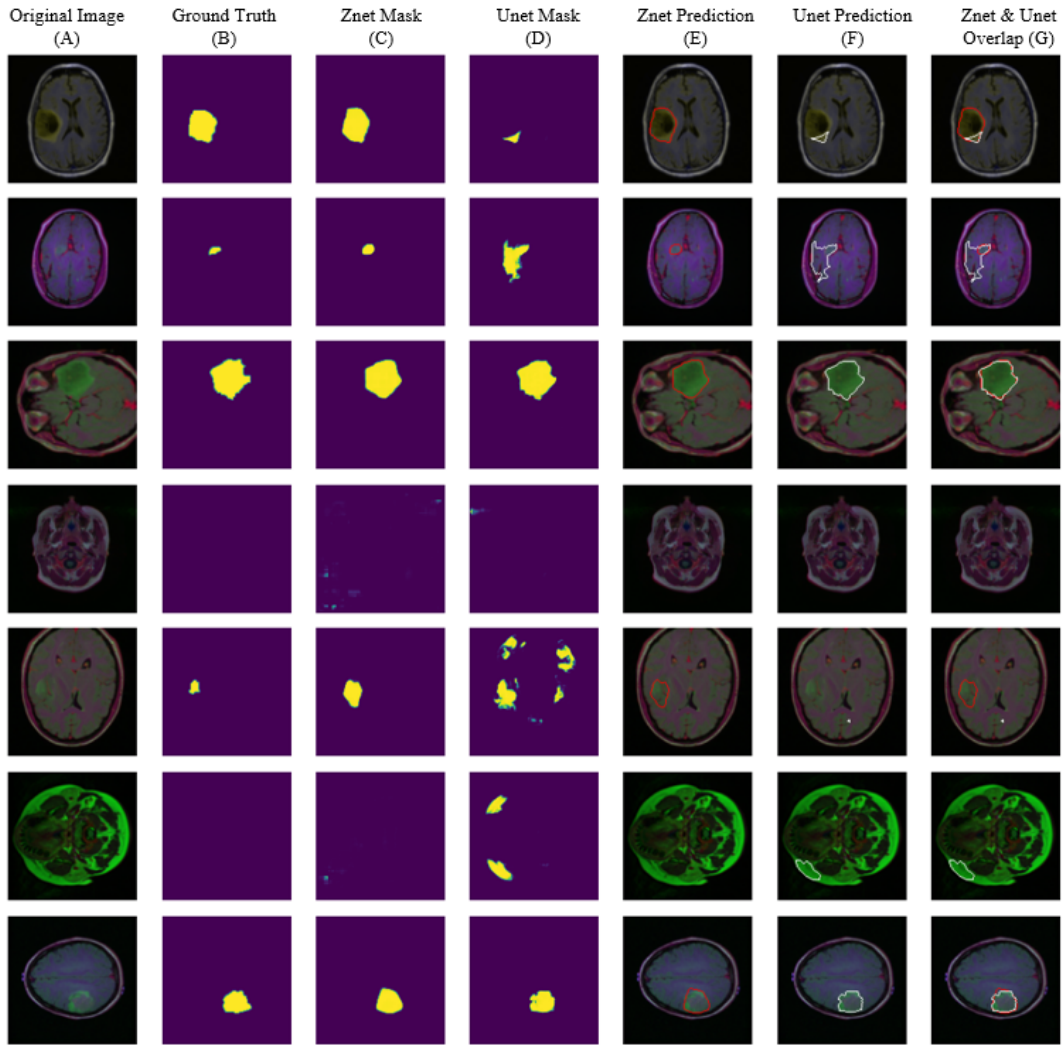 Original Image
(A)
Ground Truth
(B)
Znet Mask
(C)
Unet Mask
(D)
Znet Prediction
(E)
Unet Prediction
(F)
Znet & Unet
Overlap (G)